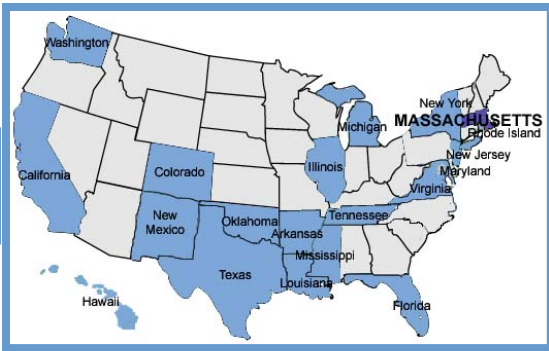 Washington
New York
MASSACHUSETTS
Rhode Island
Michigan
New Jersey
Illinois
Maryland
California
Colorado
Virginia
New
Mexico
Oklahoma
Tennessee
Arkansas
Mississippi
Texas
Louisiana
Hawaii
Florida